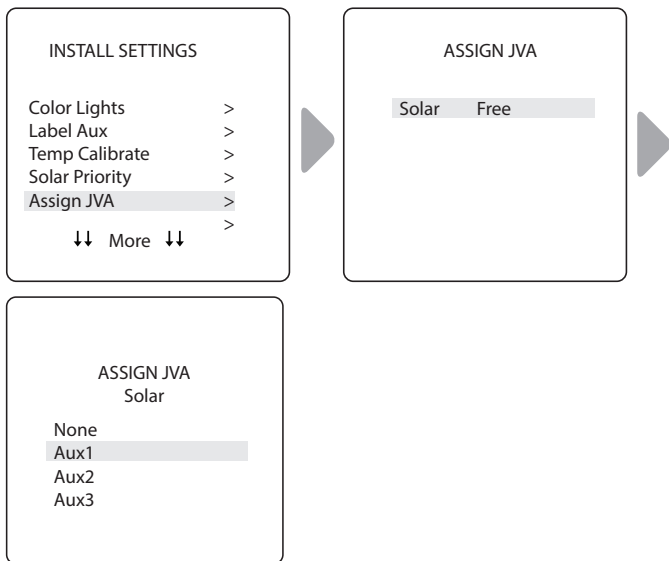 INSTALL SETTINGS
Color Lights >
Label Aux >
Temp Calibrate >
Solar Priority >
Assign JVA >
>
↓↓ More ↓↓
ASSIGN JVA
Solar Free
ASSIGN JVA
Solar
None
Aux1
Aux2
Aux3